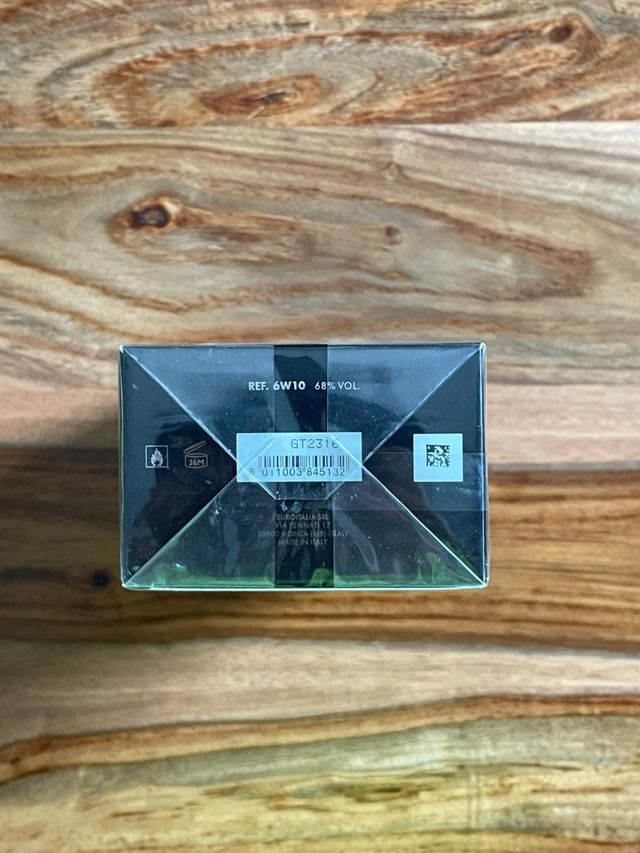 REF. 6W10 68% VOL.
GT2316
36M
8 011003 845132
EUROITALIA SRL
VIA PENNATI 17
20900 MONZA (MB) - ITALY
MADE IN ITALY